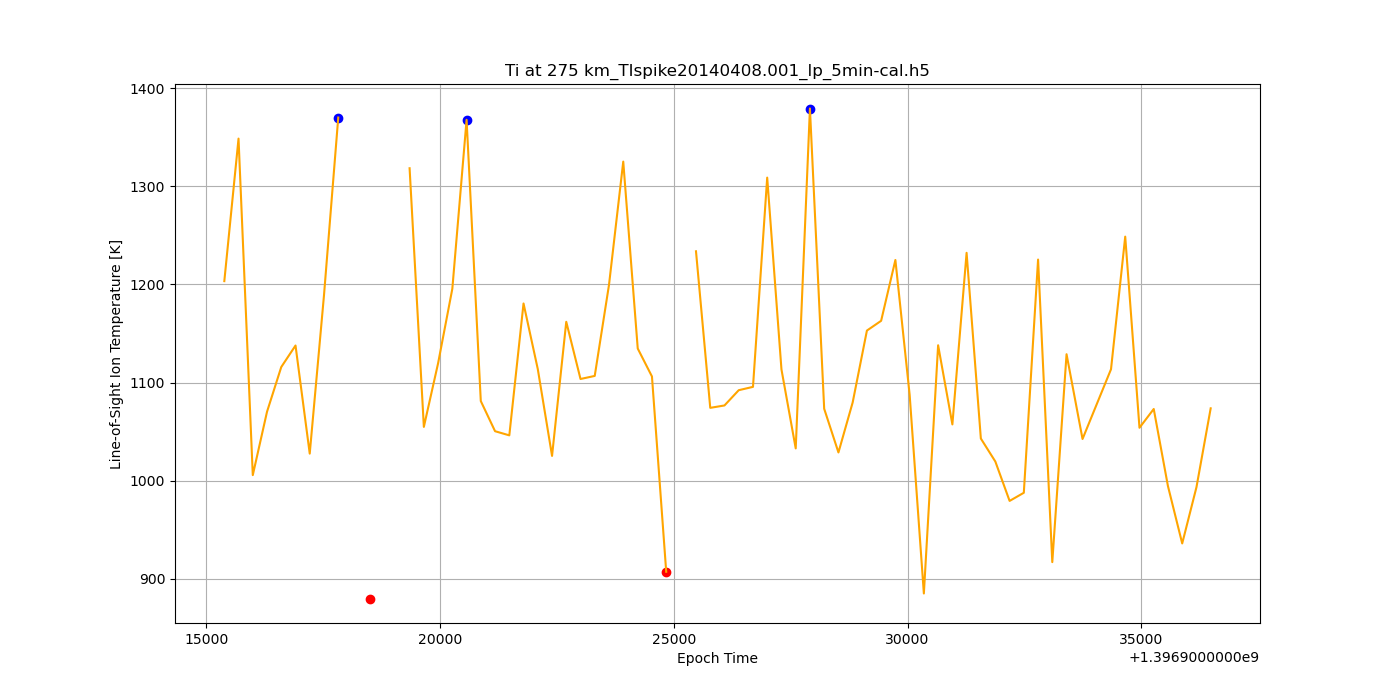 Ti at 275 km_TIspike20140408.001_lp_5min-cal.h5
1400
1300
1200
1100
1000
900
Line-of-Sight Ion Temperature [K]
15000 20000 25000 30000 35000
Epoch Time
+1.3969000000e9